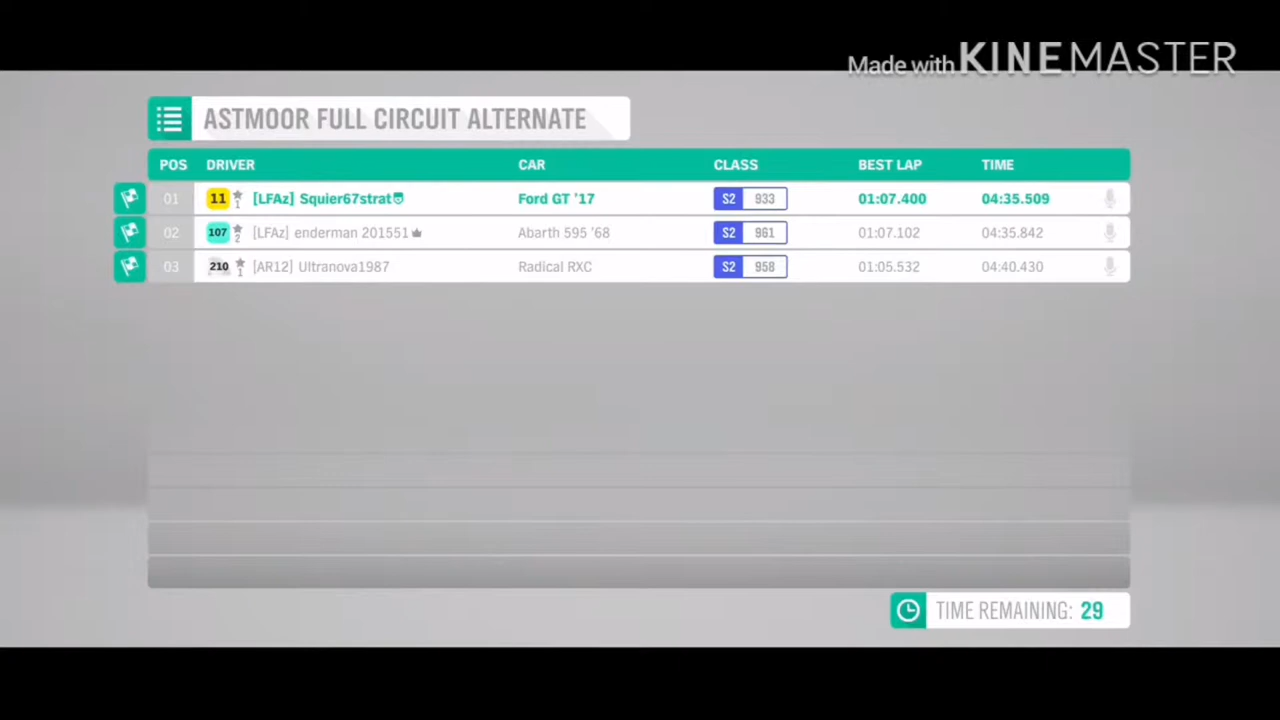 Made with KINEMASTER
ASTMOOR FULL CIRCUIT ALTERNATE
POS DRIVER CAR CLASS BEST LAP TIME
01 11 1 [LFAz] Squier67strat Ford GT '17 S2 933 01:07.400 04:35.509
02 107 2 [LFAz] enderman 201551 Abarth 595 '68 S2 961 01:07.102 04:35.842
03 210 1 [AR12] Ultranova1987 Radical RXC S2 958 01:05.532 04:40.430
TIME REMAINING: 29